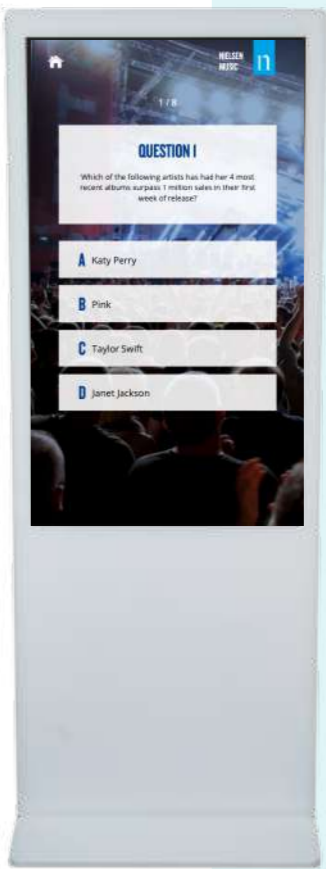 NIELSEN
MUSIC
n
1 / 8
QUESTION 1
Which of the following artists has had her 4 most
recent albums surpass 1 million sales in their first
week of release?
A Katy Perry
B Pink
C Taylor Swift
D Janet Jackson